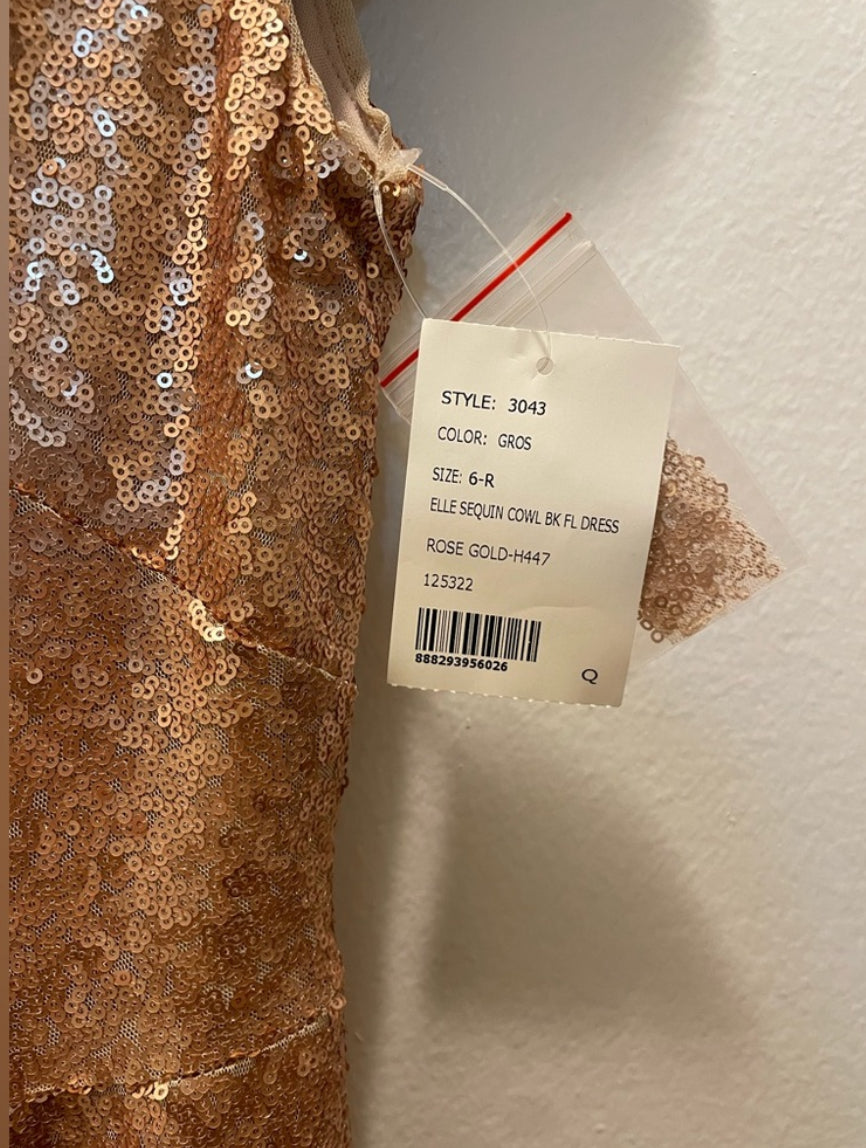 STYLE: 3043
COLOR: GROS
SIZE: 6-R
ELLE SEQUIN COWL BK FL DRESS
ROSE GOLD-H447
125322
888293956026
Q